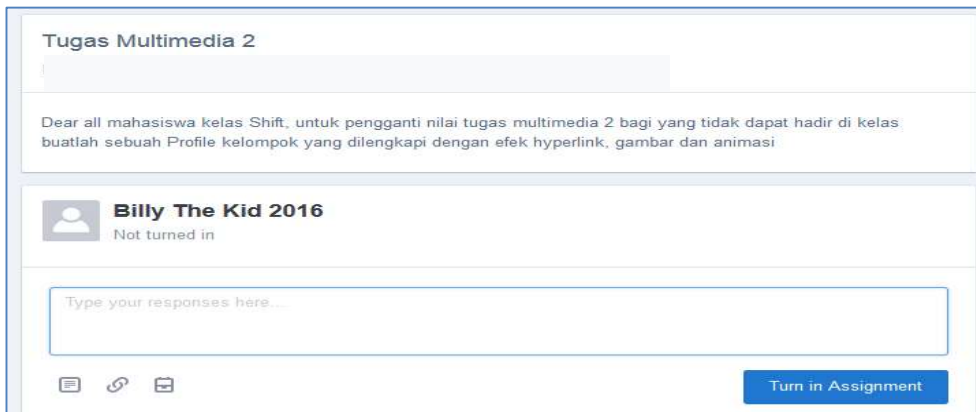 Tugas Multimedia 2
Dear all mahasiswa kelas Shift, untuk pengganti nilai tugas multimedia 2 bagi yang tidak dapat hadir di kelas
buatlah sebuah Profile kelompok yang dilengkapi dengan efek hyperlink, gambar dan animasi
Billy The Kid 2016
Not turned in
Type your responses here...
Turn in Assignment